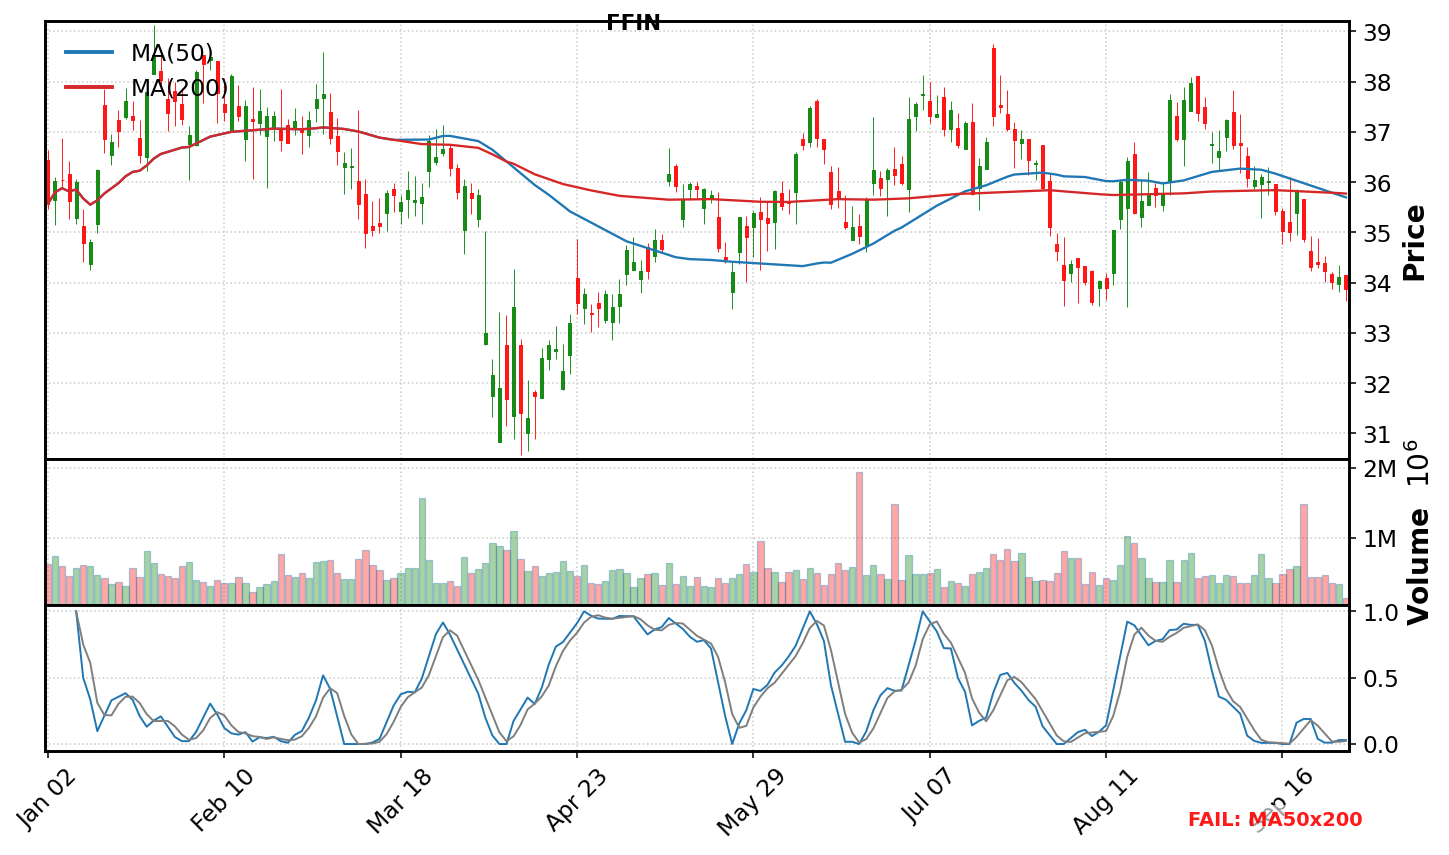 FFIN
MA(50)
MA(200)
39
38
37
36
35
34
33
32
31
Price
2M
1M
Volume 10^6
1.0
0.5
0.0
Jan 02
Feb 10
Mar 18
Apr 23
May 29
Jul 07
Aug 11
Sep 16
FAIL: MA50x200